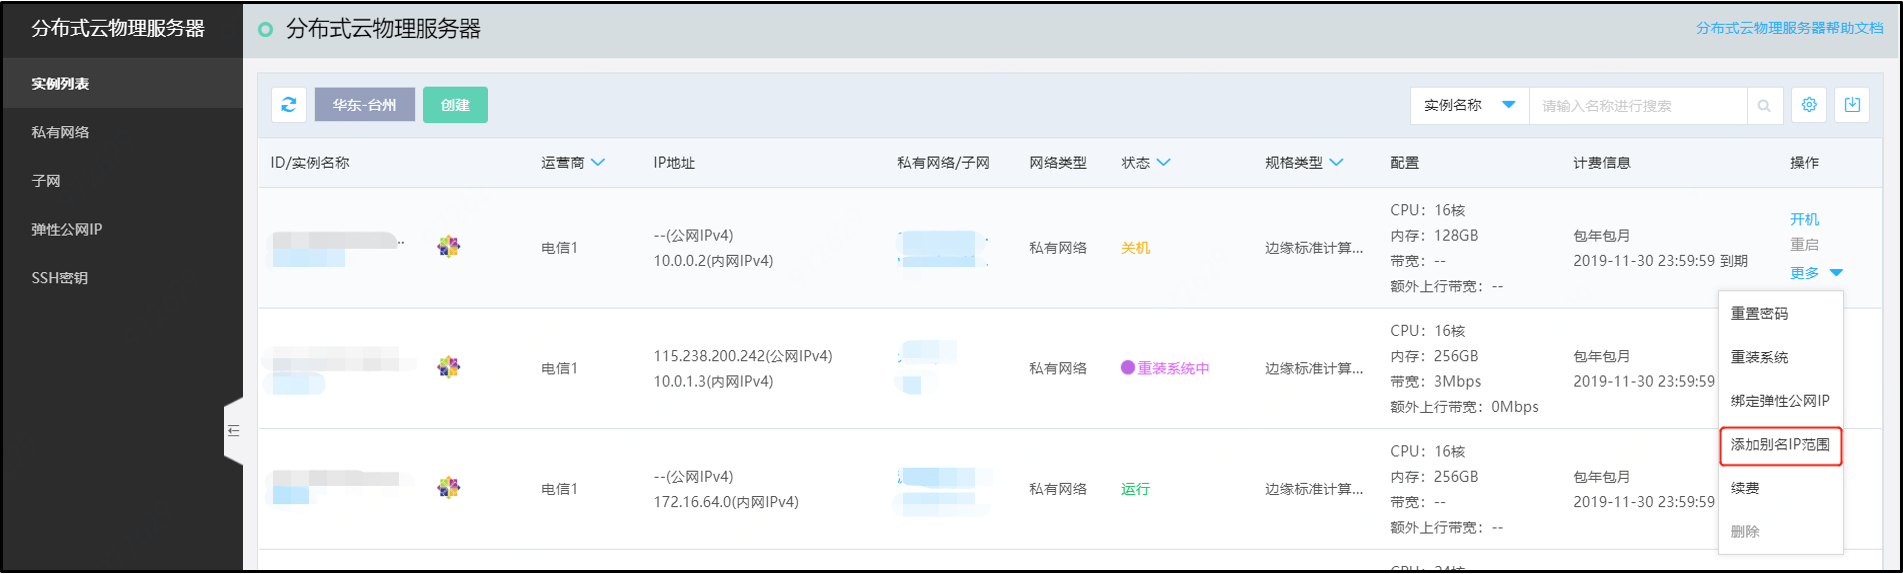 分布式云物理服务器
实例列表
私有网络
子网
弹性公网IP
SSH密钥
分布式云物理服务器
分布式云物理服务器帮助文档
华东-台州
创建
实例名称
请输入名称进行搜索
ID/实例名称 运营商 IP地址 私有网络/子网 网络类型 状态 规格类型 配置 计费信息 操作
电信1
--(公网IPv4)
10.0.0.2(内网IPv4)
私有网络
关机
边缘标准计算...
CPU：16核
内存：128GB
带宽：--
额外上行带宽：--
包年包月
2019-11-30 23:59:59 到期
开机
重启
更多
电信1
115.238.200.242(公网IPv4)
10.0.1.3(内网IPv4)
私有网络
重装系统中
边缘标准计算...
CPU：16核
内存：256GB
带宽：3Mbps
额外上行带宽：0Mbps
包年包月
2019-11-30 23:59:59
电信1
--(公网IPv4)
172.16.64.0(内网IPv4)
私有网络
运行
边缘标准计算...
CPU：16核
内存：256GB
带宽：--
额外上行带宽：--
包年包月
2019-11-30 23:59:59
重置密码
重装系统
绑定弹性公网IP
添加别名IP范围
续费
删除